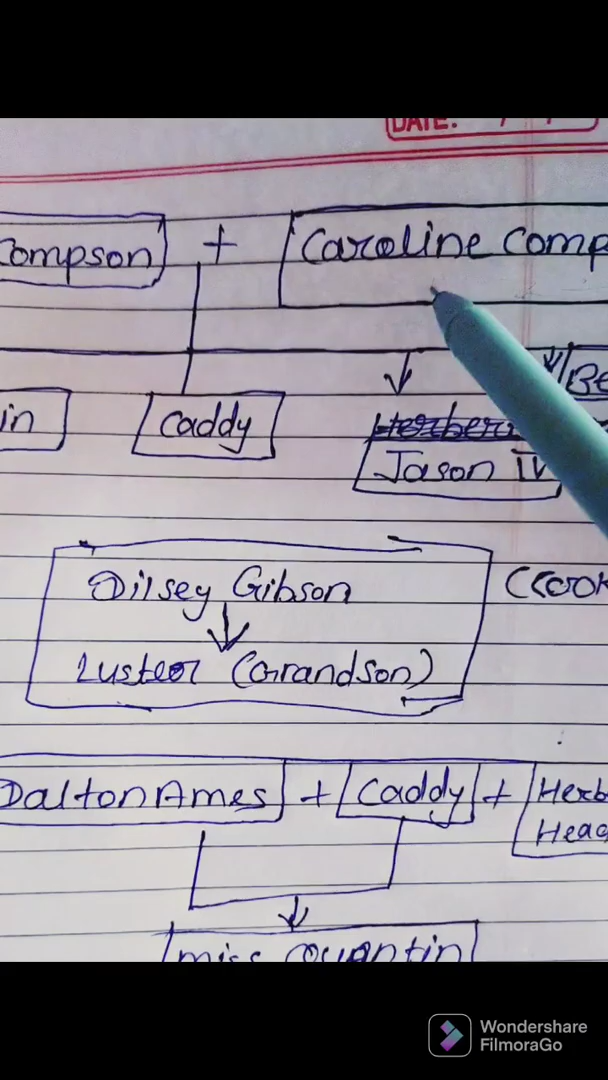 DATE: / /
Compson + Caroline Comp
in Caddy Be
Jason IV
Dilsey Gibson (Cook
Luster (Grandson)
Dalton Ames + Caddy + Herb
Head
miss Quentin
Wondershare
FilmoraGo